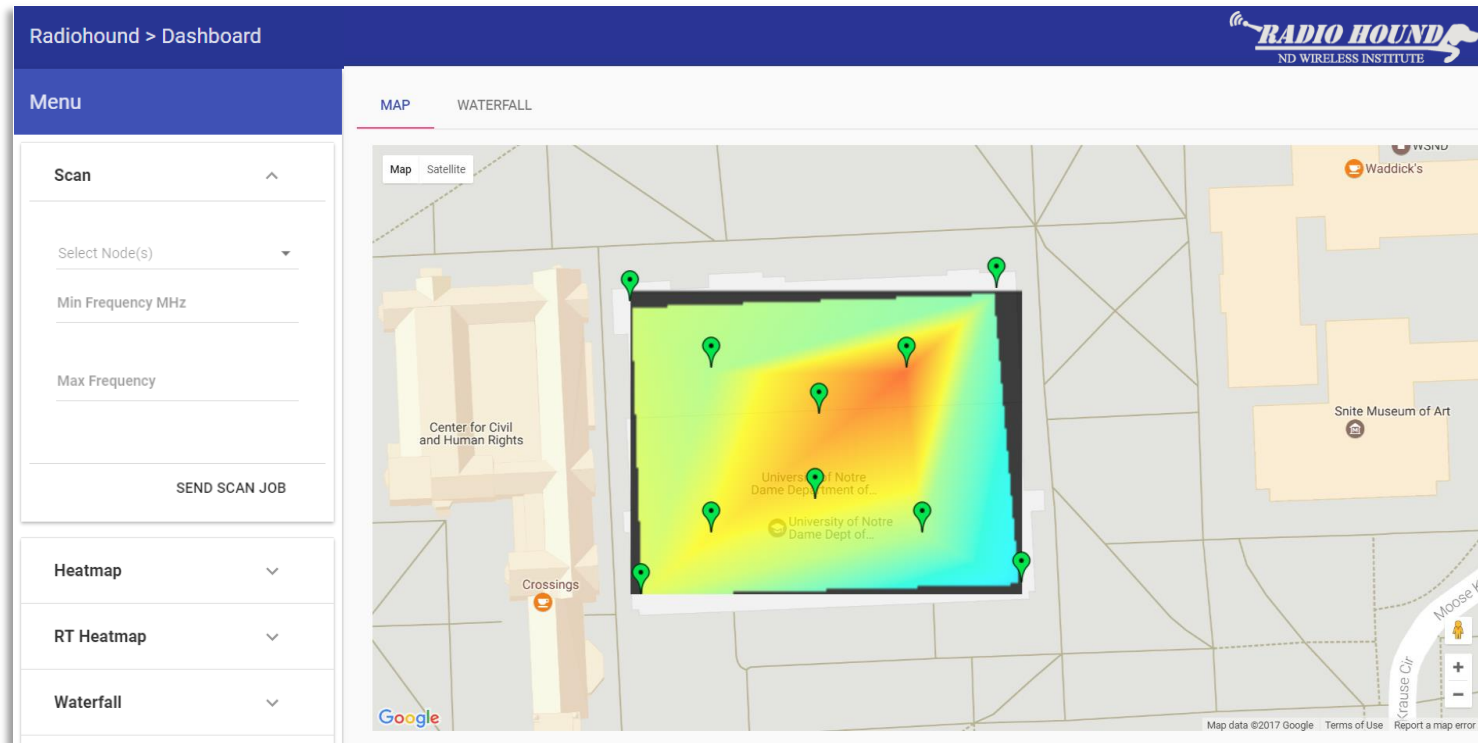 Radiohound > Dashboard
RADIO HOUND
ND WIRELESS INSTITUTE
Menu
MAP
WATERFALL
Scan
Select Node(s)
Min Frequency MHz
Max Frequency
SEND SCAN JOB
Heatmap
RT Heatmap
Waterfall
Map
Satellite
WSND
Waddick's
Center for Civil
and Human Rights
University of Notre
Dame Department of...
University of Notre
Dame Dept of...
Snite Museum of Art
Crossings
Moose K
Krause Cir
+
−
Google
Map data ©2017 Google
Terms of Use
Report a map error